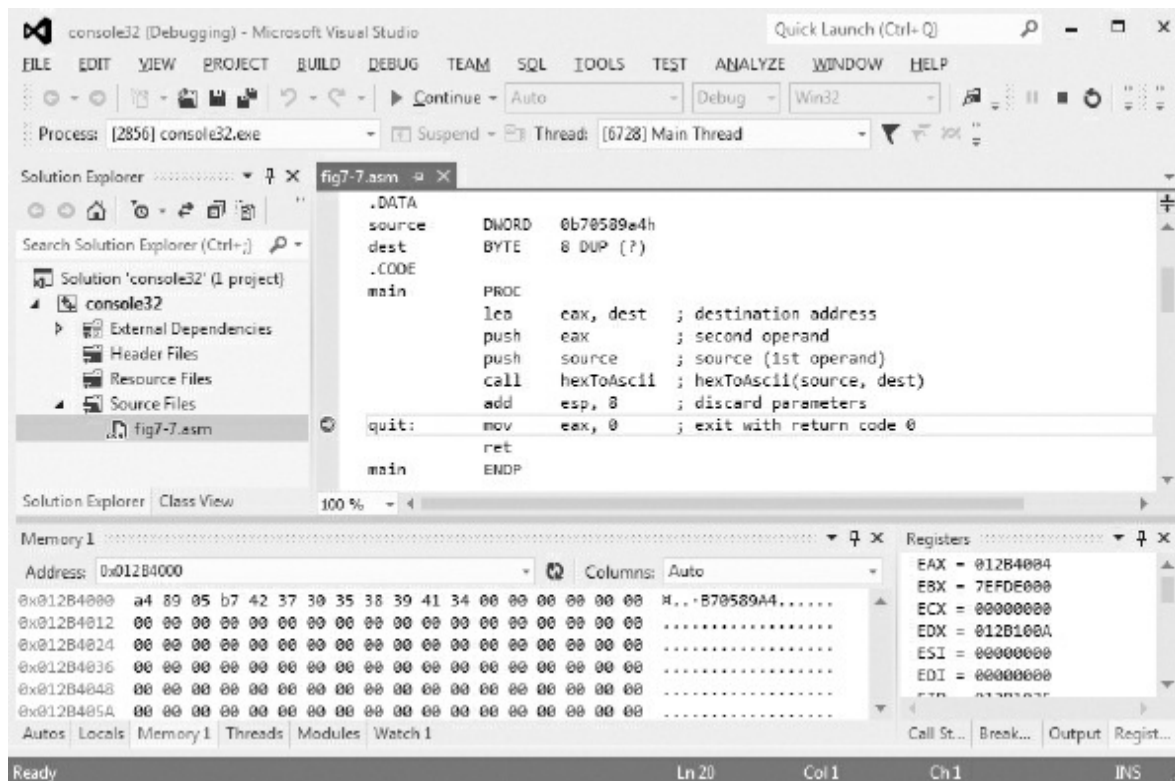 console32 (Debugging) - Microsoft Visual Studio
Quick Launch (Ctrl+Q)
FILE EDIT VIEW PROJECT BUILD DEBUG TEAM SQL TOOLS TEST ANALYZE WINDOW HELP
Continue Auto Debug Win32
Process: [2856] console32.exe Suspend Thread: [6728] Main Thread
Solution Explorer
Search Solution Explorer (Ctrl+;)
Solution 'console32' (1 project)
console32
External Dependencies
Header Files
Resource Files
Source Files
fig7-7.asm
Solution Explorer Class View
fig7-7.asm
.DATA
source DWORD 0b70589a4h
dest BYTE 8 DUP (?)
.CODE
main PROC
lea eax, dest ; destination address
push eax ; second operand
push source ; source (1st operand)
call hexToAscii ; hexToAscii(source, dest)
add esp, 8 ; discard parameters
quit: mov eax, 0 ; exit with return code 0
ret
main ENDP
100 %
Memory 1
Address: 0x012B4000 Columns: Auto
0x012B4000 a4 89 05 b7 42 37 30 35 38 39 41 34 00 00 00 00 00 00 ¤..·B70589A4......
0x012B4012 00 00 00 00 00 00 00 00 00 00 00 00 00 00 00 00 00 00 ..................
0x012B4024 00 00 00 00 00 00 00 00 00 00 00 00 00 00 00 00 00 00 ..................
0x012B4036 00 00 00 00 00 00 00 00 00 00 00 00 00 00 00 00 00 00 ..................
0x012B4048 00 00 00 00 00 00 00 00 00 00 00 00 00 00 00 00 00 00 ..................
0x012B405A 00 00 00 00 00 00 00 00 00 00 00 00 00 00 00 00 00 00 ..................
Autos Locals Memory 1 Threads Modules Watch 1
Registers
EAX = 012B4004
EBX = 7EFDE000
ECX = 00000000
EDX = 012B100A
ESI = 00000000
EDI = 00000000
Call St... Break... Output Regist...
Ready Ln 20 Col 1 Ch 1 INS